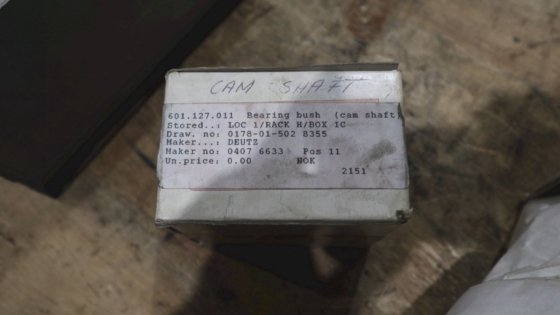 CAM SHAFT
601.127.011 Bearing bush (cam shaft)
Stored..: LOC 1/RACK H/BOX 1C
Draw. no: 0178-01-502 8355
Maker...: DEUTZ
Maker no: 0407 6633 Pos 11
Un.price: 0.00 NOK
2151